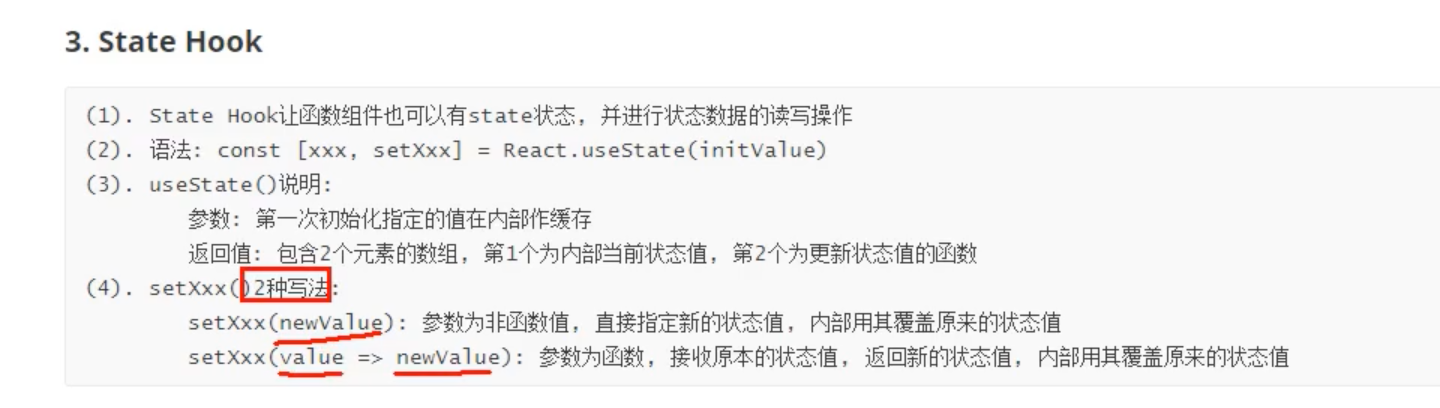 3. State Hook
(1). State Hook让函数组件也可以有state状态, 并进行状态数据的读写操作
(2). 语法: const [xxx, setXxx] = React.useState(initValue)
(3). useState()说明:
参数: 第一次初始化指定的值在内部作缓存
返回值: 包含2个元素的数组, 第1个为内部当前状态值, 第2个为更新状态值的函数
(4). setXxx()2种写法:
setXxx(newValue): 参数为非函数值, 直接指定新的状态值, 内部用其覆盖原来的状态值
setXxx(value => newValue): 参数为函数, 接收原本的状态值, 返回新的状态值, 内部用其覆盖原来的状态值